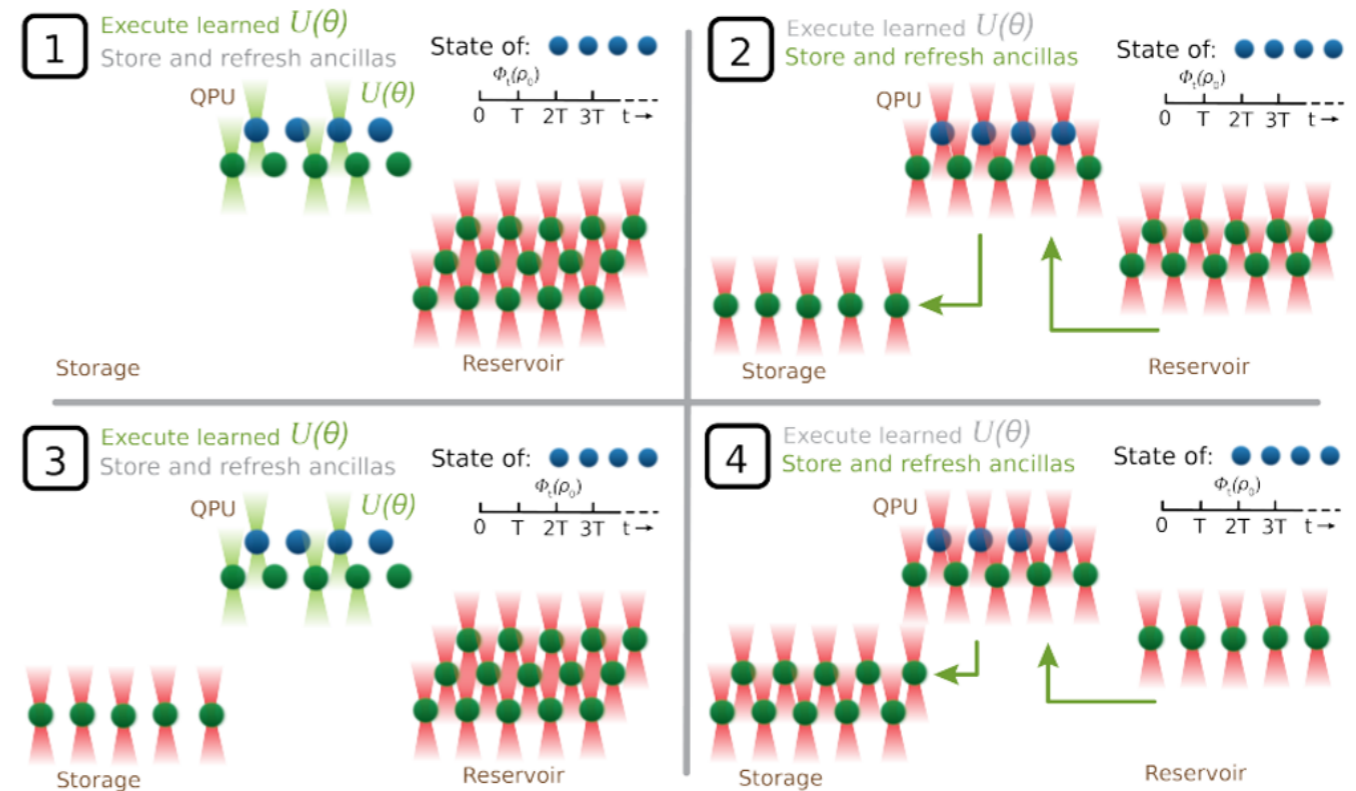 1
Execute learned U(θ)
Store and refresh ancillas
State of:
Φₜ(ρ₀)
0 T 2T 3T t→
QPU
U(θ)
Storage
Reservoir
2
Execute learned U(θ)
Store and refresh ancillas
State of:
Φₜ(ρ₀)
0 T 2T 3T t→
QPU
Storage
Reservoir
3
Execute learned U(θ)
Store and refresh ancillas
State of:
Φₜ(ρ₀)
0 T 2T 3T t→
QPU
U(θ)
Storage
Reservoir
4
Execute learned U(θ)
Store and refresh ancillas
State of:
Φₜ(ρ₀)
0 T 2T 3T t→
QPU
Storage
Reservoir